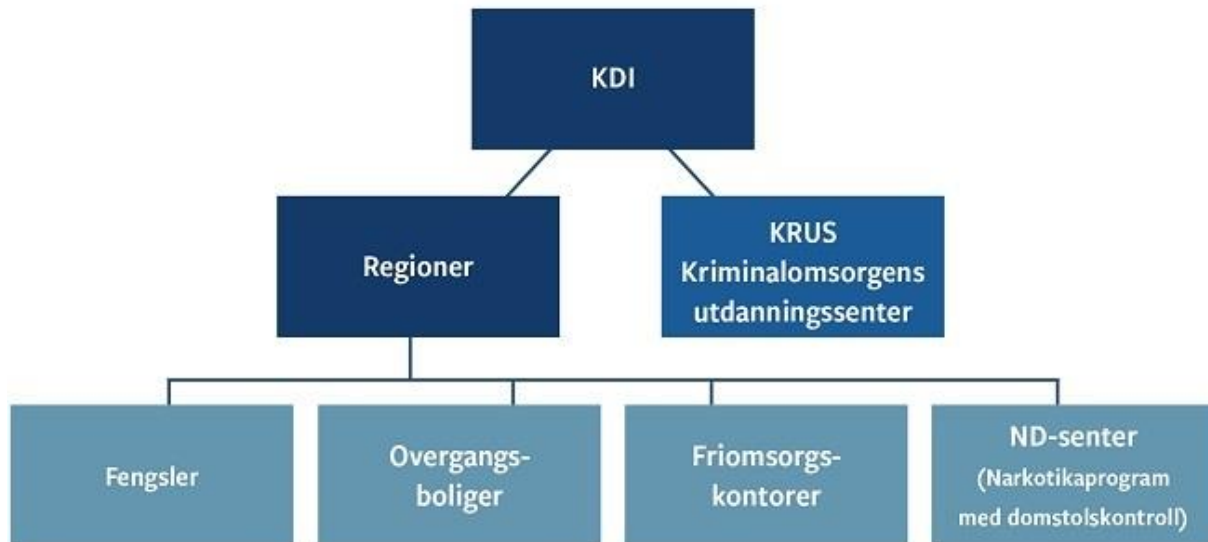 KDI
Regioner
KRUS
Kriminalomsorgens
utdanningssenter
Fengsler
Overgangs-
boliger
Friomsorgs-
kontorer
ND-senter
(Narkotikaprogram
med domstolskontroll)